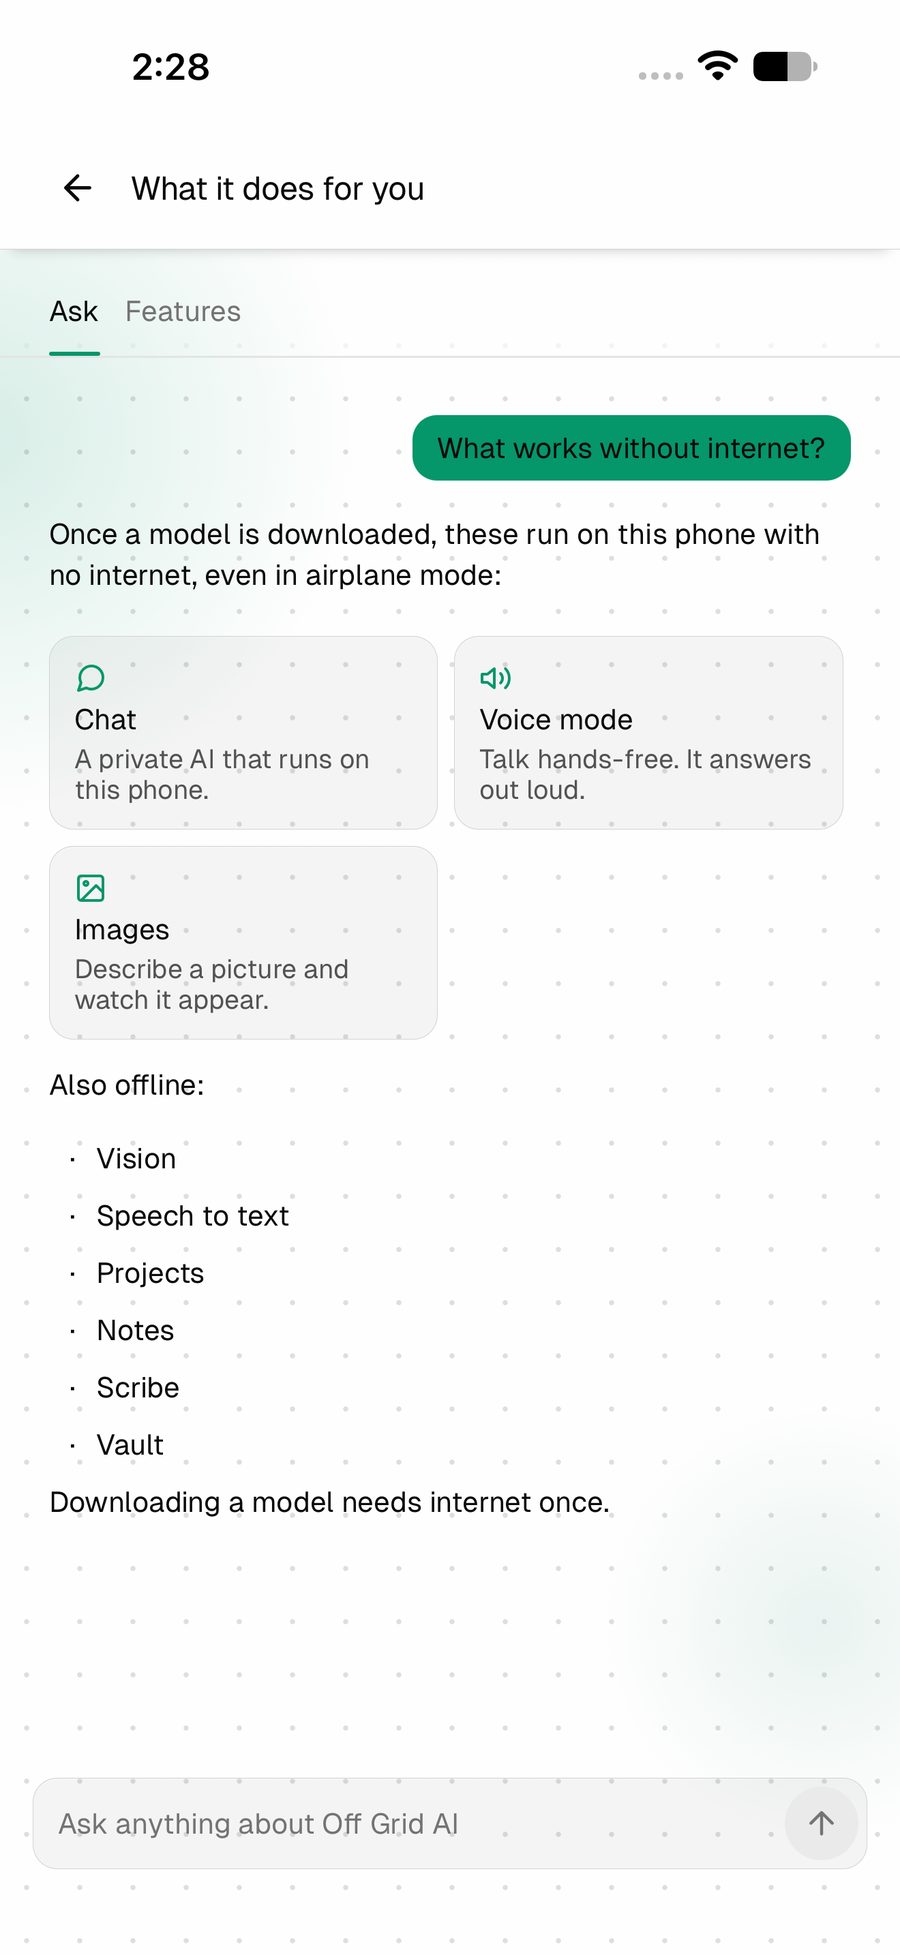 2:28
What it does for you
Ask
Features
What works without internet?
Once a model is downloaded, these run on this phone with
no internet, even in airplane mode:
Chat
A private AI that runs on
this phone.
Voice mode
Talk hands-free. It answers
out loud.
Images
Describe a picture and
watch it appear.
Also offline:
· Vision
· Speech to text
· Projects
· Notes
· Scribe
· Vault
Downloading a model needs internet once.
Ask anything about Off Grid AI